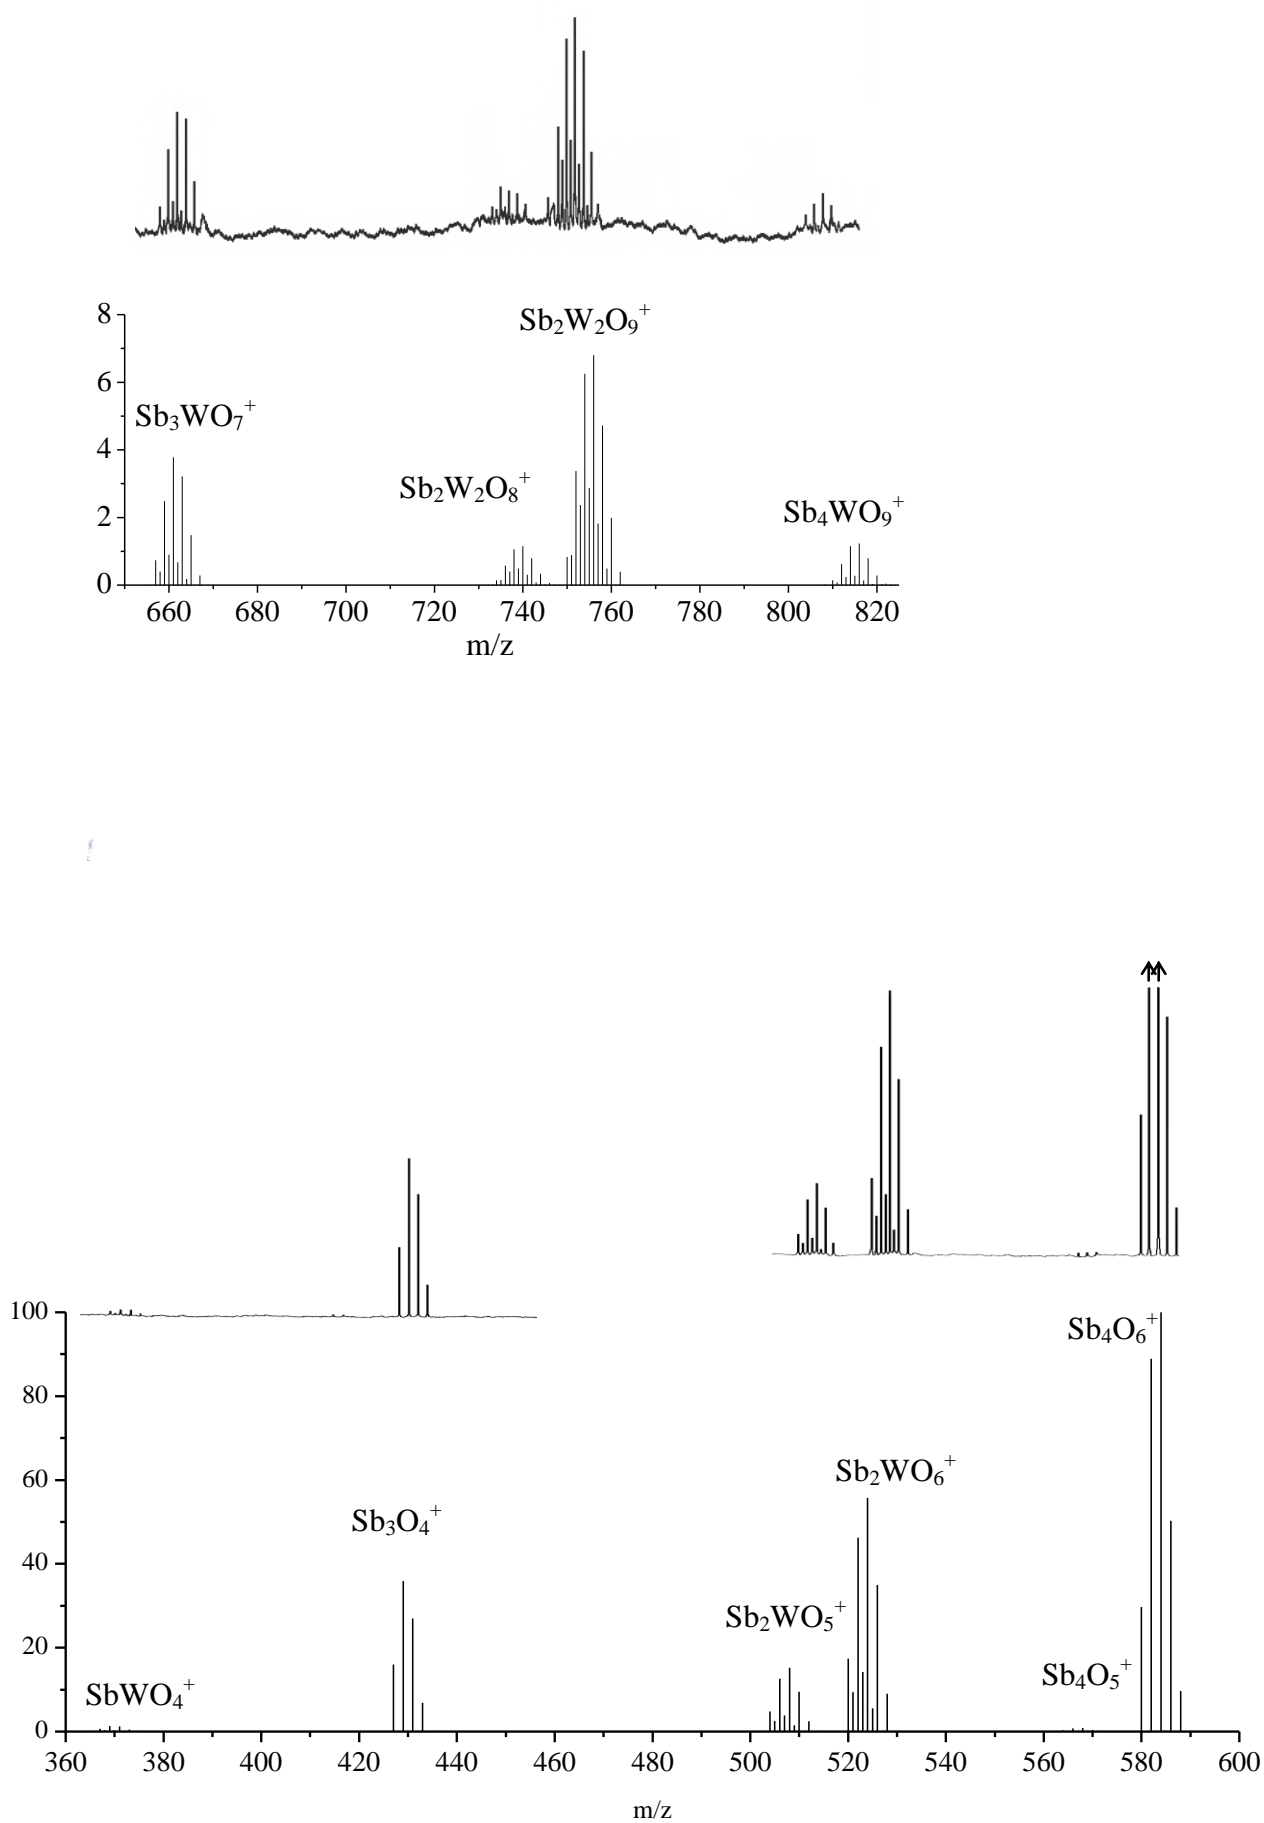 8
Sb₂W₂O₉⁺
6
Sb₃WO₇⁺
4
Sb₂W₂O₈⁺
Sb₄WO₉⁺
2
0
660 680 700 720 740 760 780 800 820
m/z
100
Sb₄O₆⁺
80
60
Sb₂WO₆⁺
Sb₃O₄⁺
40
Sb₂WO₅⁺
20
Sb₄O₅⁺
SbWO₄⁺
0
360 380 400 420 440 460 480 500 520 540 560 580 600
m/z